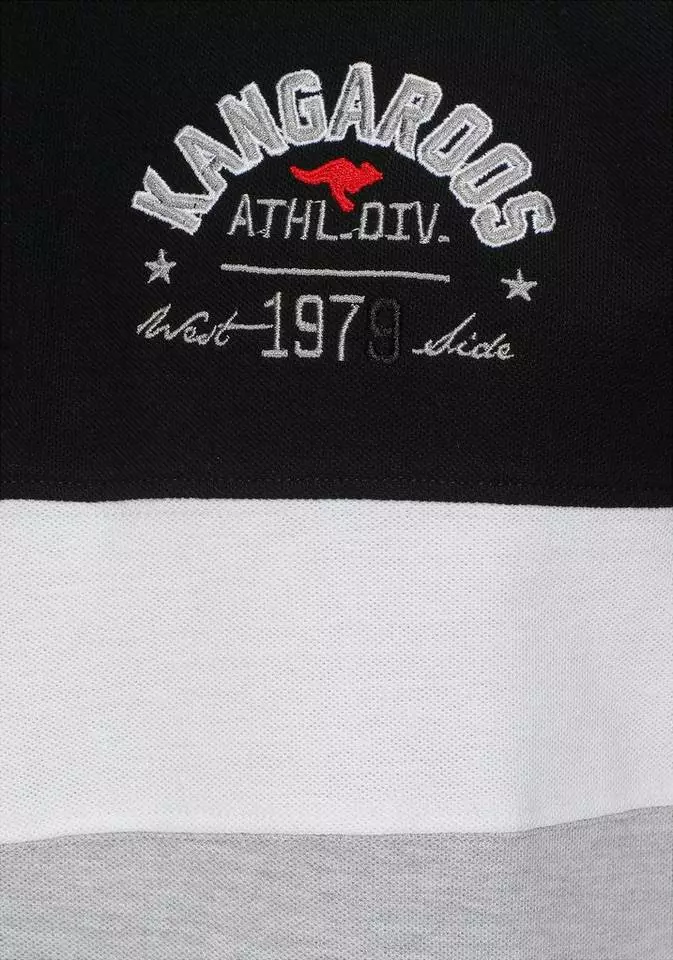 KANGAROOS
ATHL.DIV.
West 1979 Side